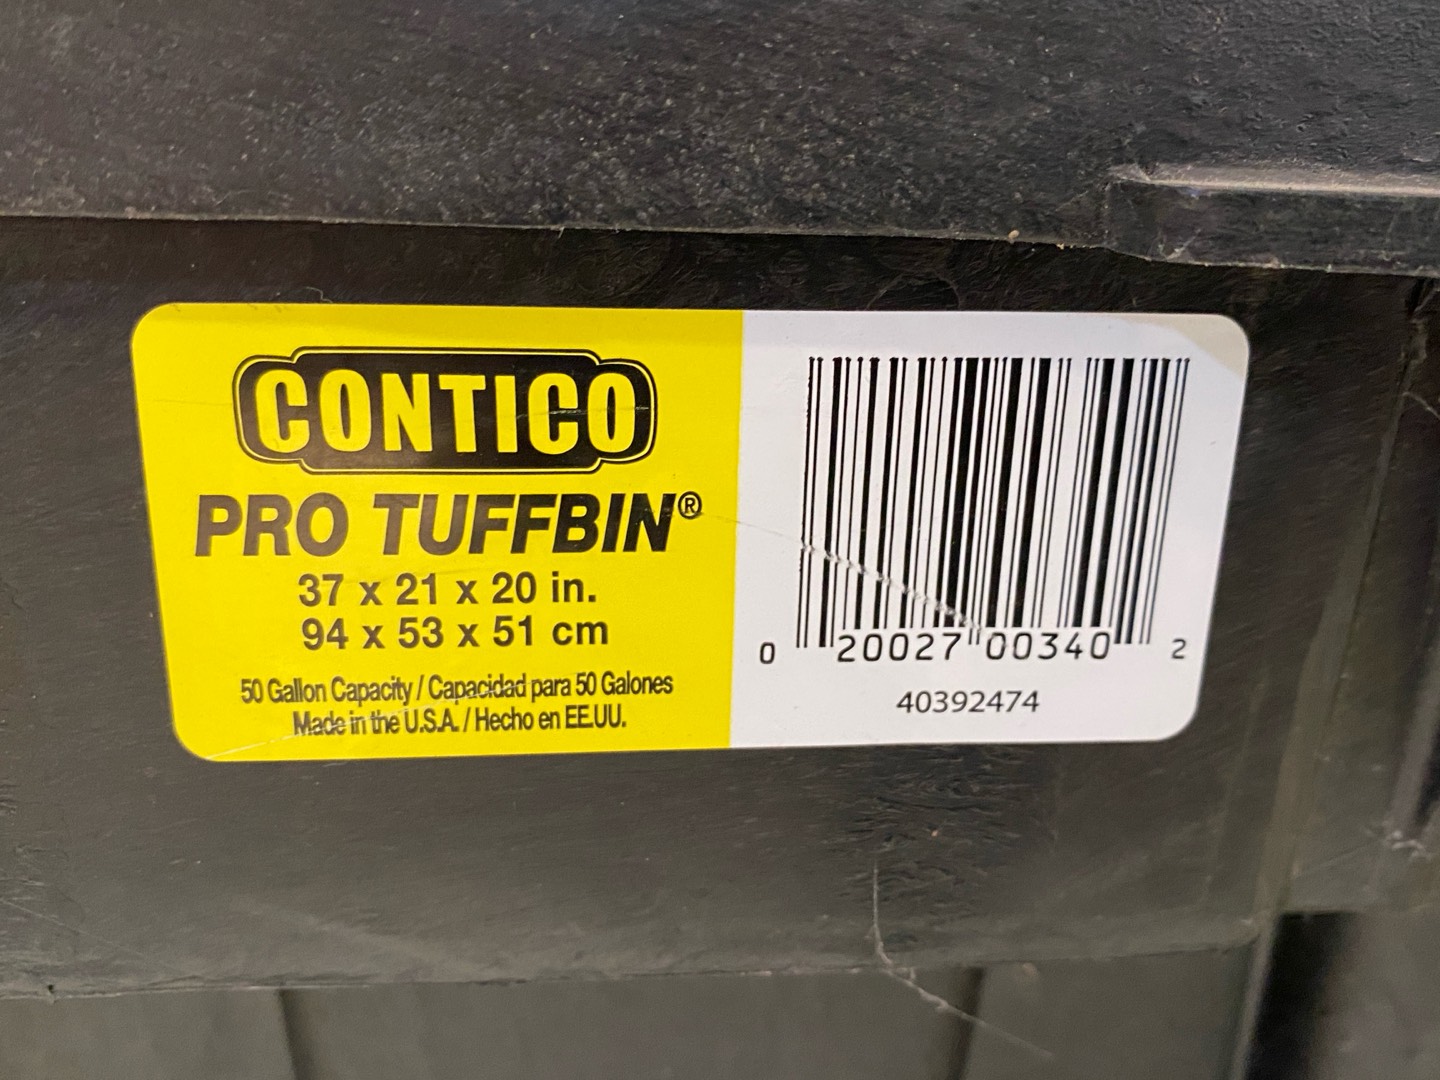 CONTICO
PRO TUFFBIN®
37 x 21 x 20 in.
94 x 53 x 51 cm
50 Gallon Capacity / Capacidad para 50 Galones
Made in the U.S.A. / Hecho en EE.UU.
0 20027 00340 2
40392474